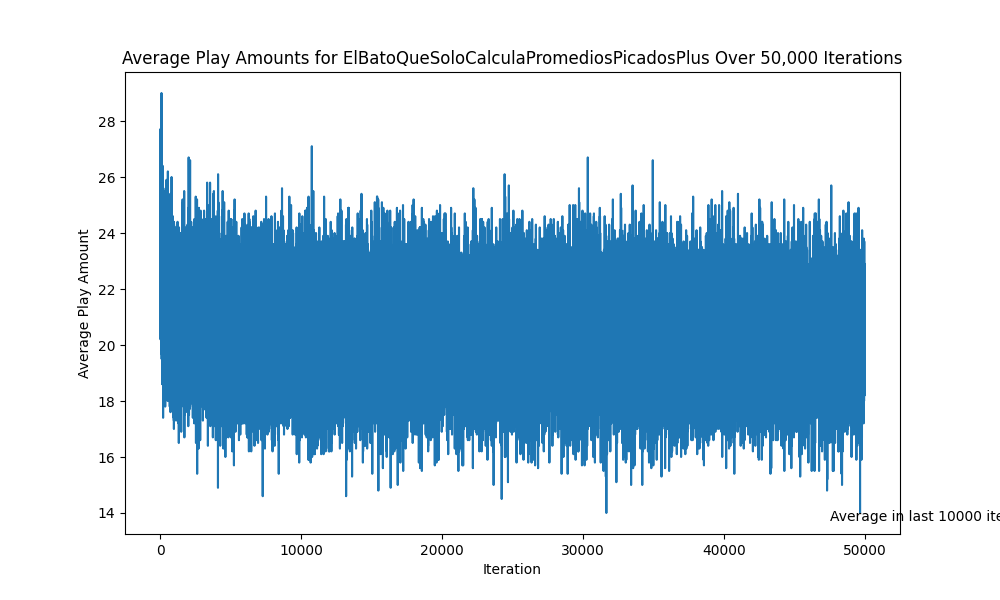 Average Play Amounts for ElBatoQueSoloCalculaPromediosPicadosPlus Over 50,000 Iterations
28
26
24
22
20
18
16
14
Average Play Amount
0 10000 20000 30000 40000 50000
Iteration
Average in last 10000 ite